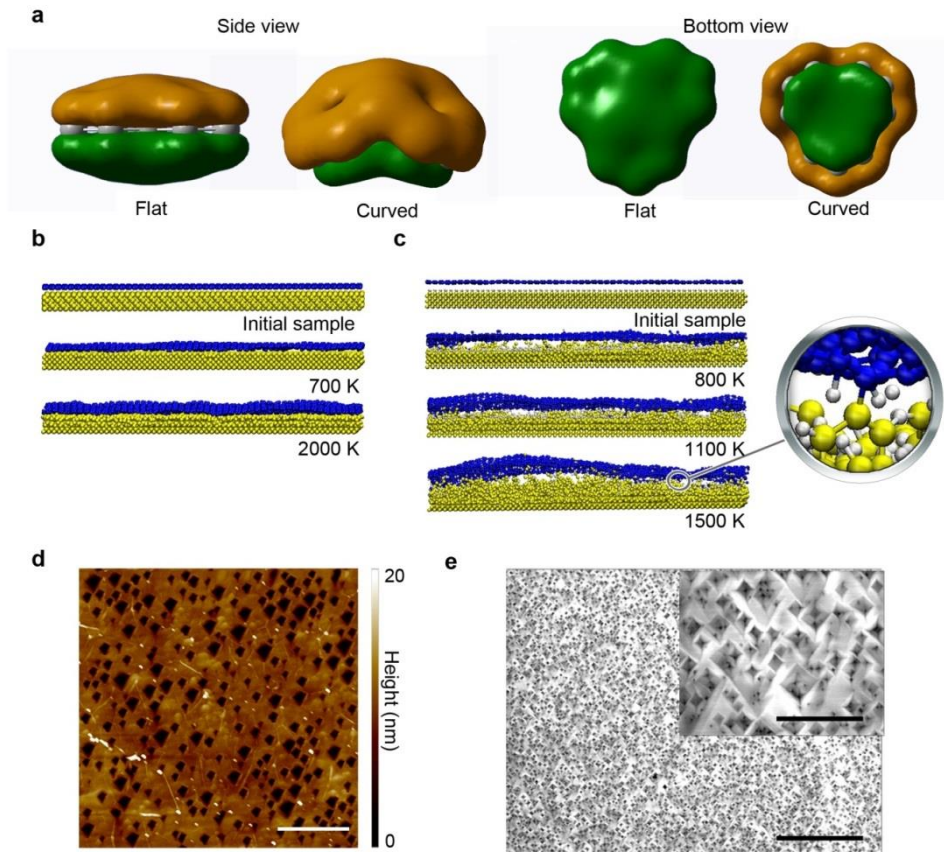 a
Side view
Bottom view
Flat
Curved
Flat
Curved
b
Initial sample
700 K
2000 K
c
Initial sample
800 K
1100 K
1500 K
d
20
Height (nm)
0
e